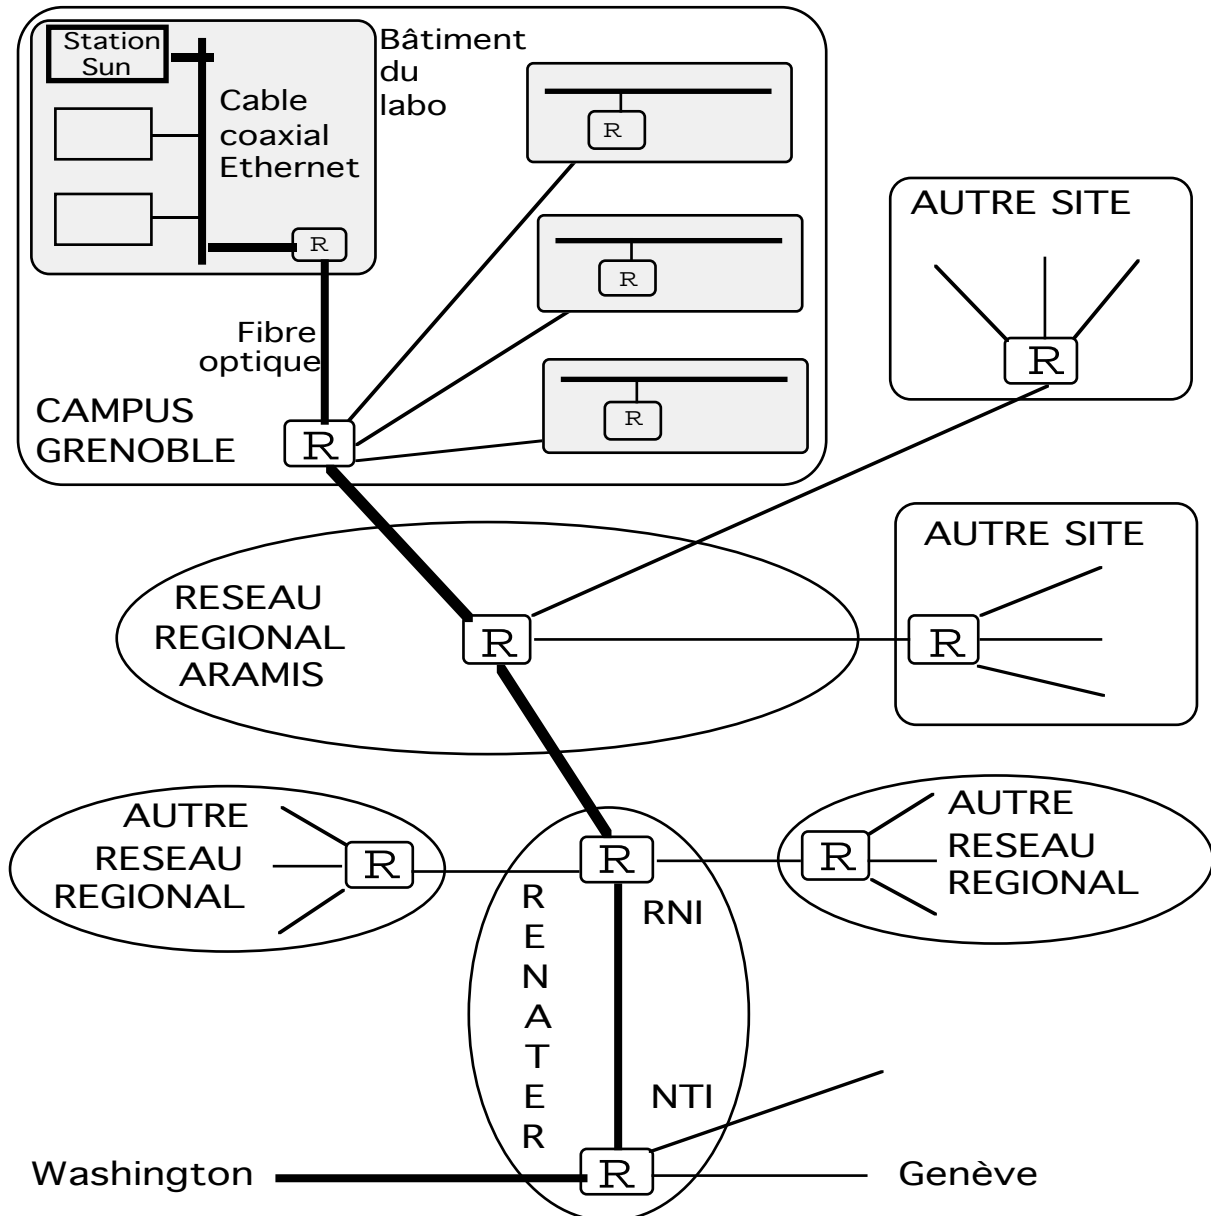 Station
Sun
Bâtiment
du
labo
Cable
coaxial
Ethernet
R
R
R
R
Fibre
optique
CAMPUS
GRENOBLE
R
AUTRE SITE
R
AUTRE SITE
R
RESEAU
REGIONAL
ARAMIS
R
AUTRE
RESEAU
REGIONAL
R
R
RNI
R
AUTRE
RESEAU
REGIONAL
RENATER
NTI
R
Washington
Genève